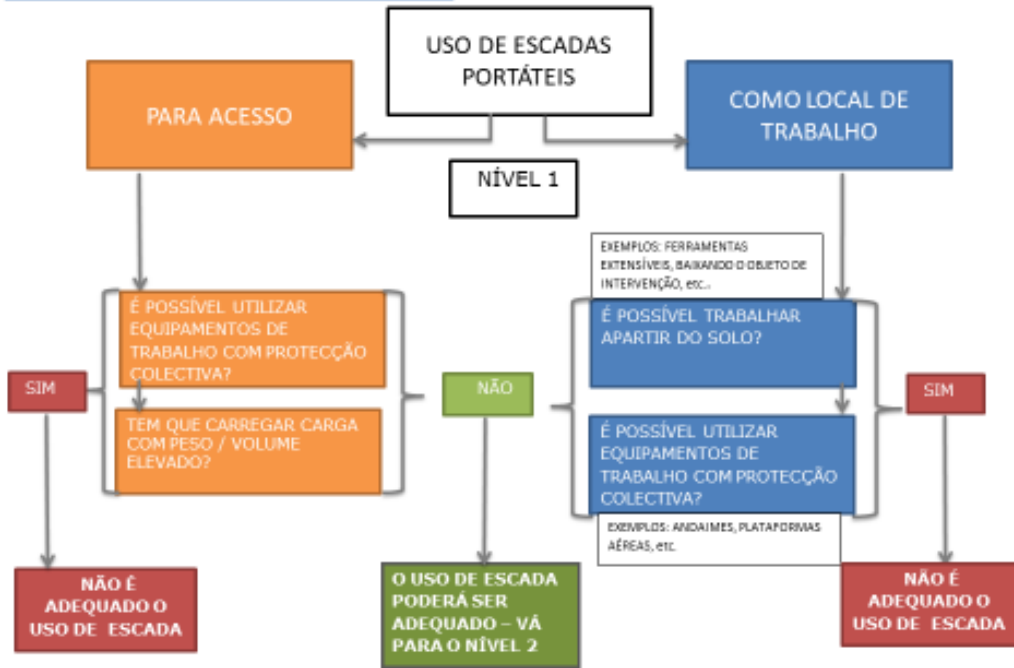 USO DE ESCADAS
PORTÁTEIS
PARA ACESSO
COMO LOCAL DE
TRABALHO
NÍVEL 1
EXEMPLOS: FERRAMENTAS
EXTENSÍVEIS, BAIXANDO O OBJETO DE
INTERVENÇÃO, etc..
É POSSÍVEL UTILIZAR
EQUIPAMENTOS DE
TRABALHO COM PROTECÇÃO
COLECTIVA?
É POSSÍVEL TRABALHAR
APARTIR DO SOLO?
SIM
NÃO
SIM
TEM QUE CARREGAR CARGA
COM PESO / VOLUME
ELEVADO?
É POSSÍVEL UTILIZAR
EQUIPAMENTOS DE
TRABALHO COM PROTECÇÃO
COLECTIVA?
EXEMPLOS: ANDAIMES, PLATAFORMAS
AÉREAS, etc.
NÃO É
ADEQUADO O
USO DE ESCADA
O USO DE ESCADA
PODERÁ SER
ADEQUADO – VÁ
PARA O NÍVEL 2
NÃO É
ADEQUADO O
USO DE ESCADA